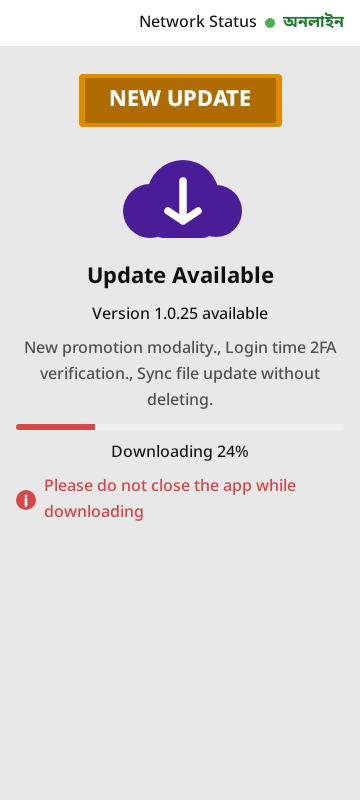 Network Status অনলাইন
NEW UPDATE
Update Available
Version 1.0.25 available
New promotion modality., Login time 2FA
verification., Sync file update without
deleting.
Downloading 24%
Please do not close the app while
downloading